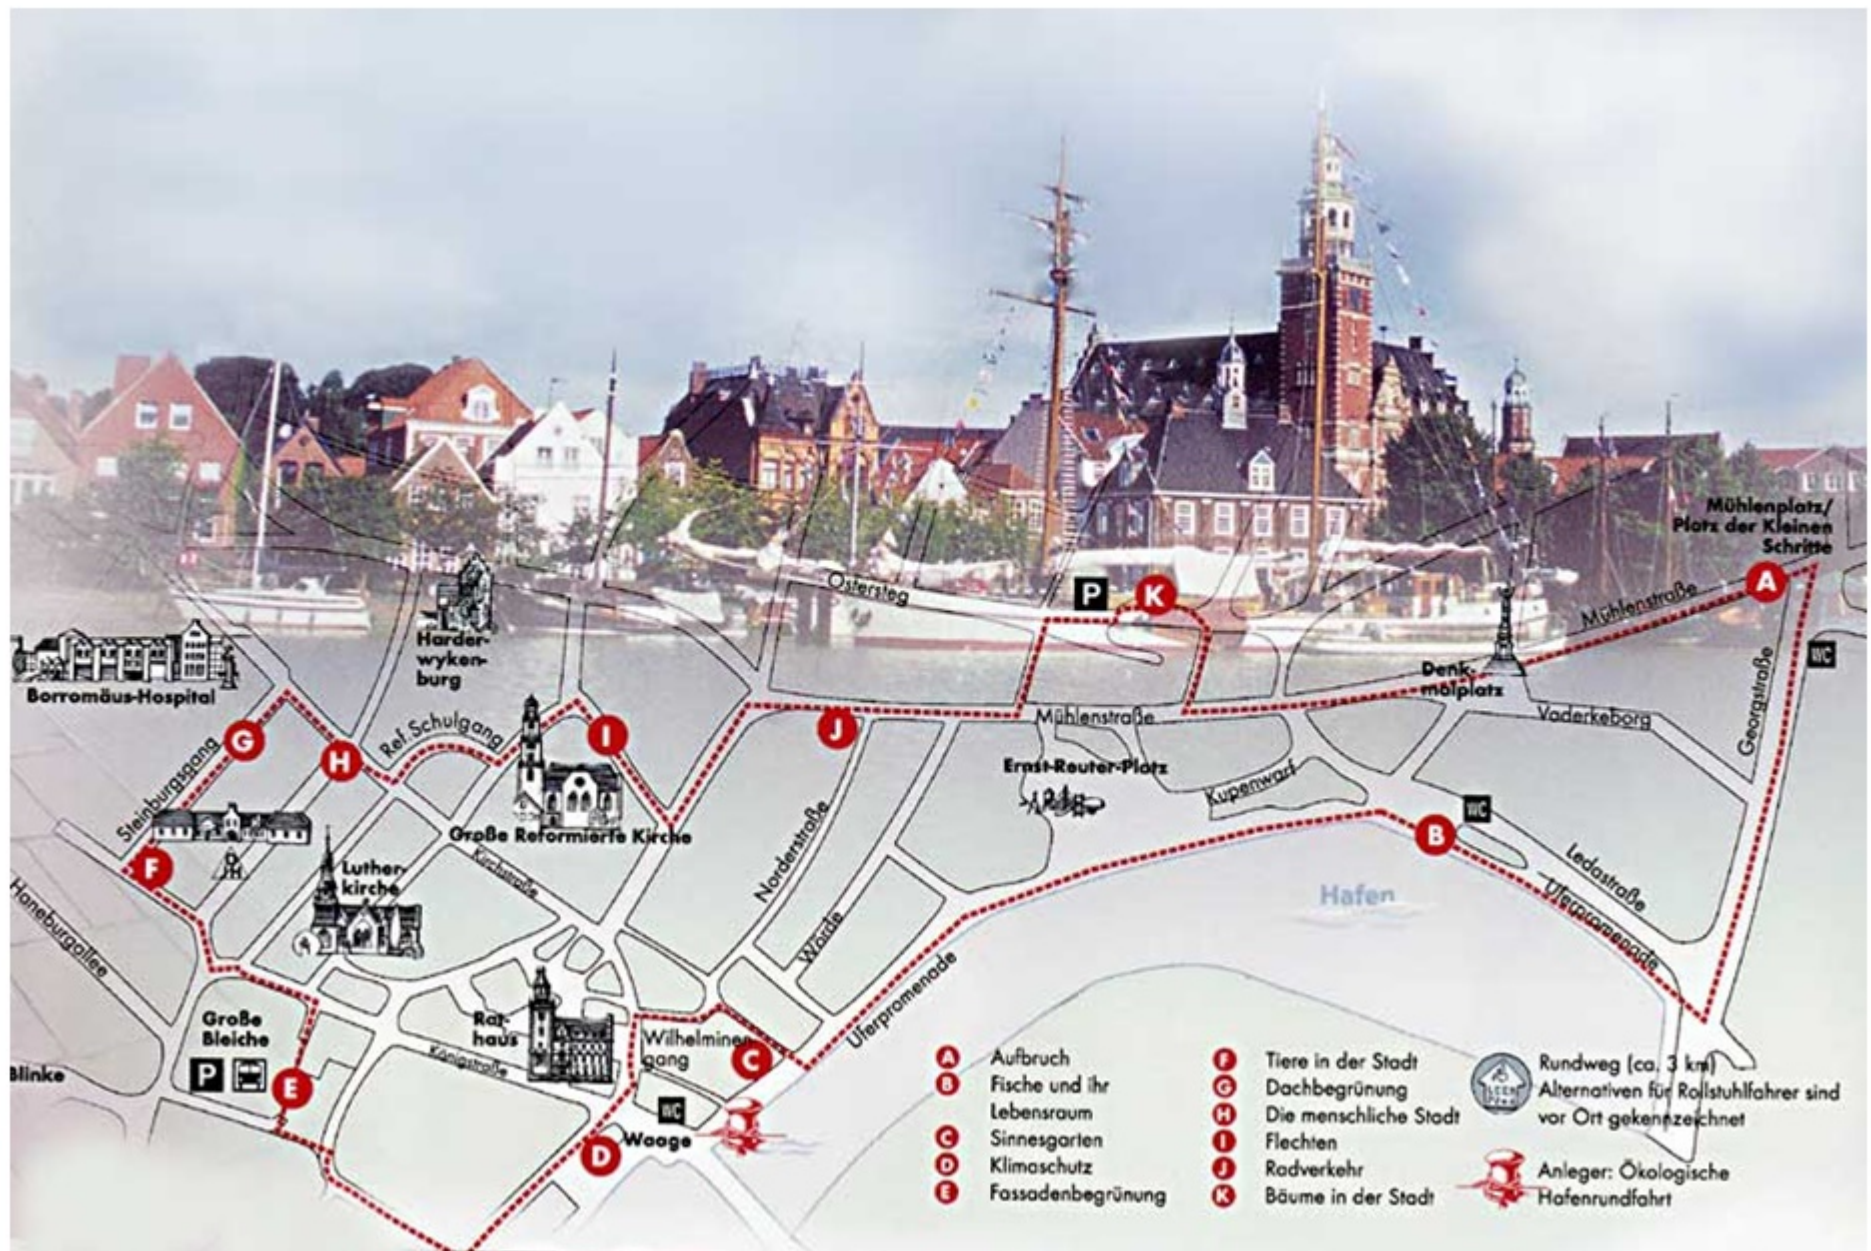 Mühlenplatz/
Platz der Kleinen
Schritte
A
Mühlenstraße
WC
Georgstraße
P
K
Ostersteg
Denk-
malplatz
Vaderkeborg
Harder-
wyken-
burg
Borromäus-Hospital
G
H
Ref. Schulgang
I
J
Mühlenstraße
Ernst-Reuter-Platz
Kupenwarf
Steinburgsgang
Große Reformierte Kirche
B
WC
Ledastraße
Uferpromenade
Hafen
F
Luther-
kirche
Kirchstraße
Norderstraße
Wörde
Haneburgallee
Uferpromenade
Große
Bleiche
P
Rat-
haus
Wilhelminen-
gang
C
Königstraße
Blinke
E
WC
Waage
D
A Aufbruch
B Fische und ihr
Lebensraum
C Sinnesgarten
D Klimaschutz
E Fassadenbegrünung
F Tiere in der Stadt
G Dachbegrünung
H Die menschliche Stadt
I Flechten
J Radverkehr
K Bäume in der Stadt
Rundweg (ca. 3 km)
Alternativen für Rollstuhlfahrer sind
vor Ort gekennzeichnet
Anleger: Ökologische
Hafenrundfahrt